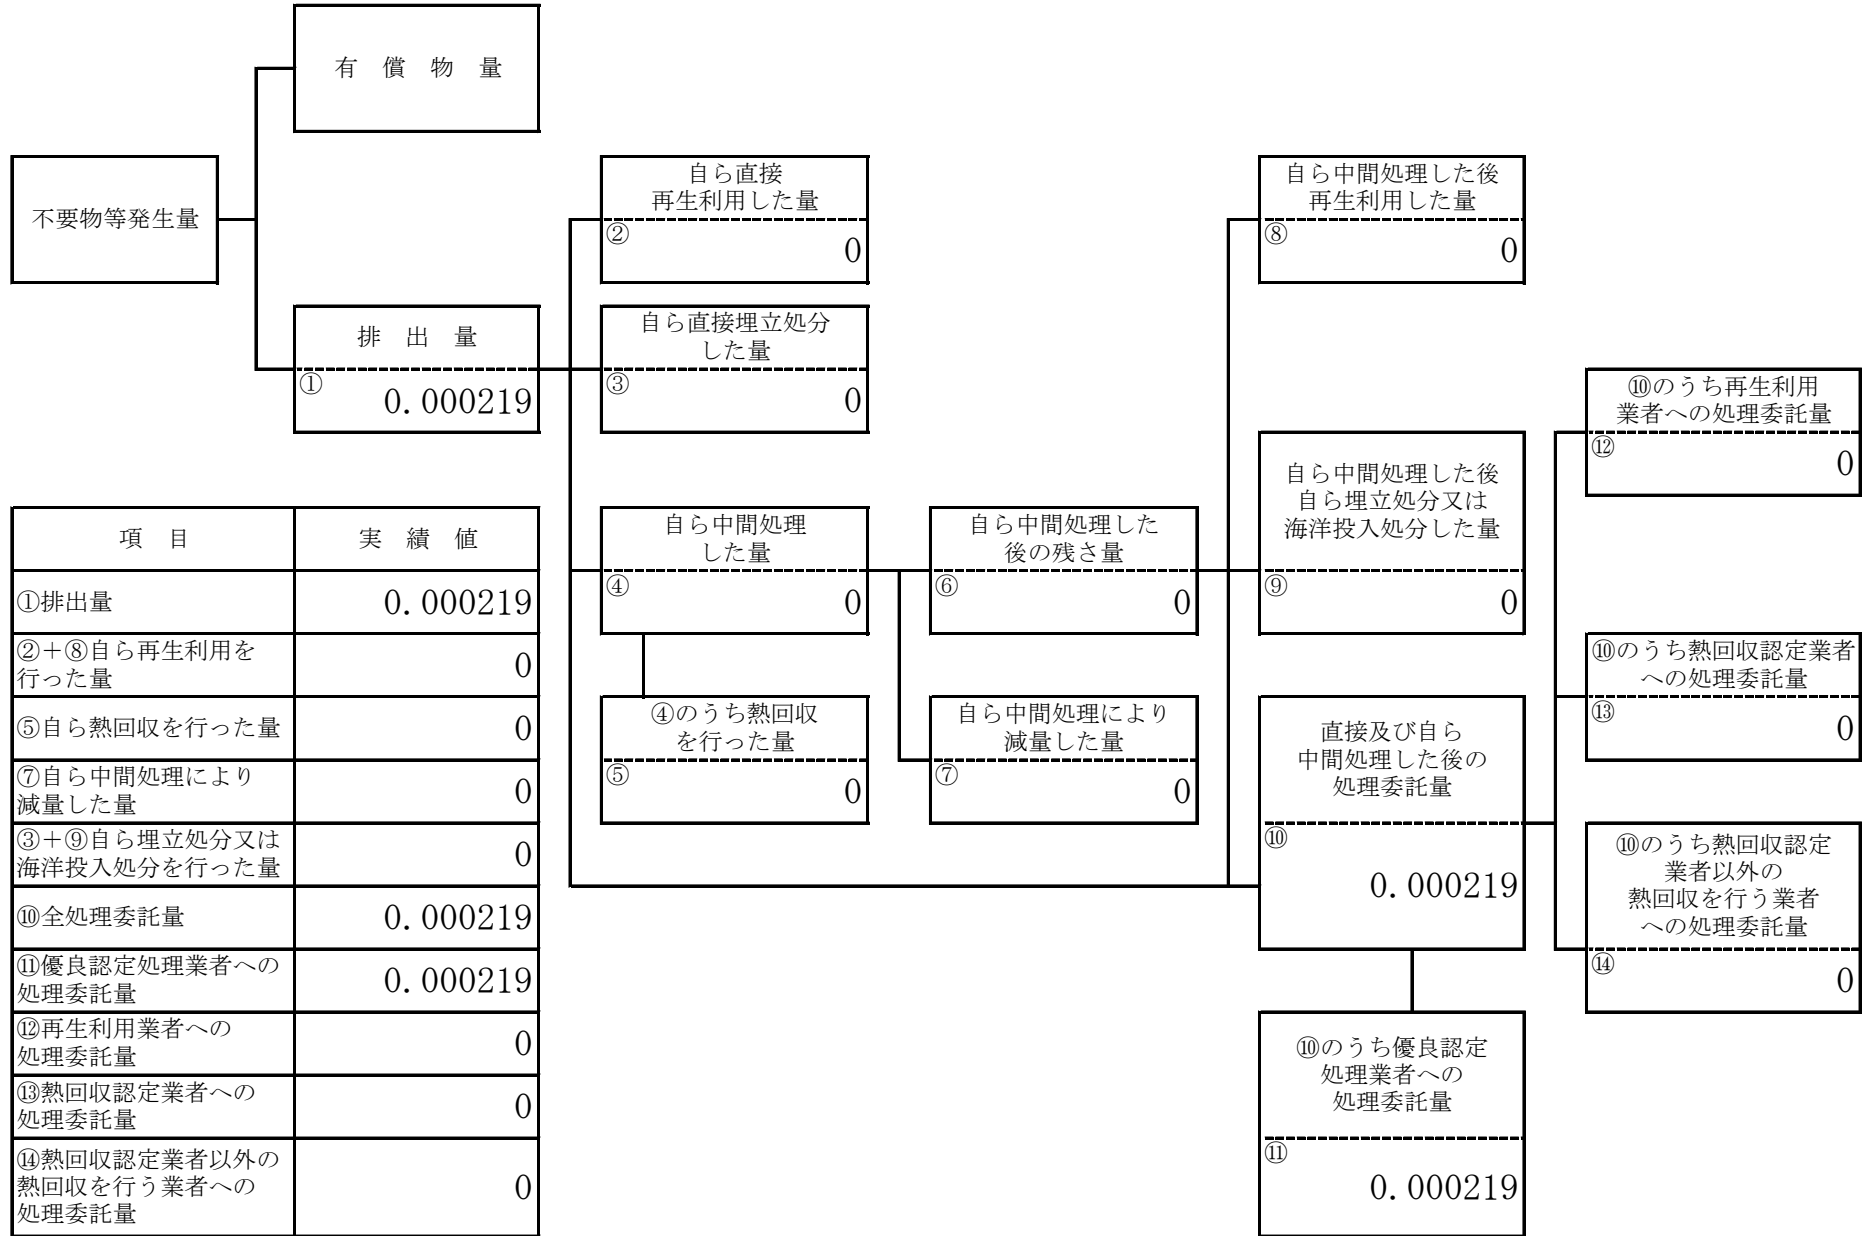 有 償 物 量
不要物等発生量
排 出 量
①
0.000219
自ら直接
再生利用した量
②
0
自ら直接埋立処分
した量
③
0
自ら中間処理
した量
④
0
④のうち熱回収
を行った量
⑤
0
自ら中間処理した
後の残さ量
⑥
0
自ら中間処理により
減量した量
⑦
0
自ら中間処理した後
再生利用した量
⑧
0
自ら中間処理した後
自ら埋立処分又は
海洋投入処分した量
⑨
0
直接及び自ら
中間処理した後の
処理委託量
⑩
0.000219
⑩のうち優良認定
処理業者への
処理委託量
⑪
0.000219
⑩のうち再生利用
業者への処理委託量
⑫
0
⑩のうち熱回収認定業者
への処理委託量
⑬
0
⑩のうち熱回収認定
業者以外の
熱回収を行う業者
への処理委託量
⑭
0
項 目 実 績 値
①排出量 0.000219
②＋⑧自ら再生利用を
行った量 0
⑤自ら熱回収を行った量 0
⑦自ら中間処理により
減量した量 0
③＋⑨自ら埋立処分又は
海洋投入処分を行った量 0
⑩全処理委託量 0.000219
⑪優良認定処理業者への
処理委託量 0.000219
⑫再生利用業者への
処理委託量 0
⑬熱回収認定業者への
処理委託量 0
⑭熱回収認定業者以外の
熱回収を行う業者への
処理委託量 0